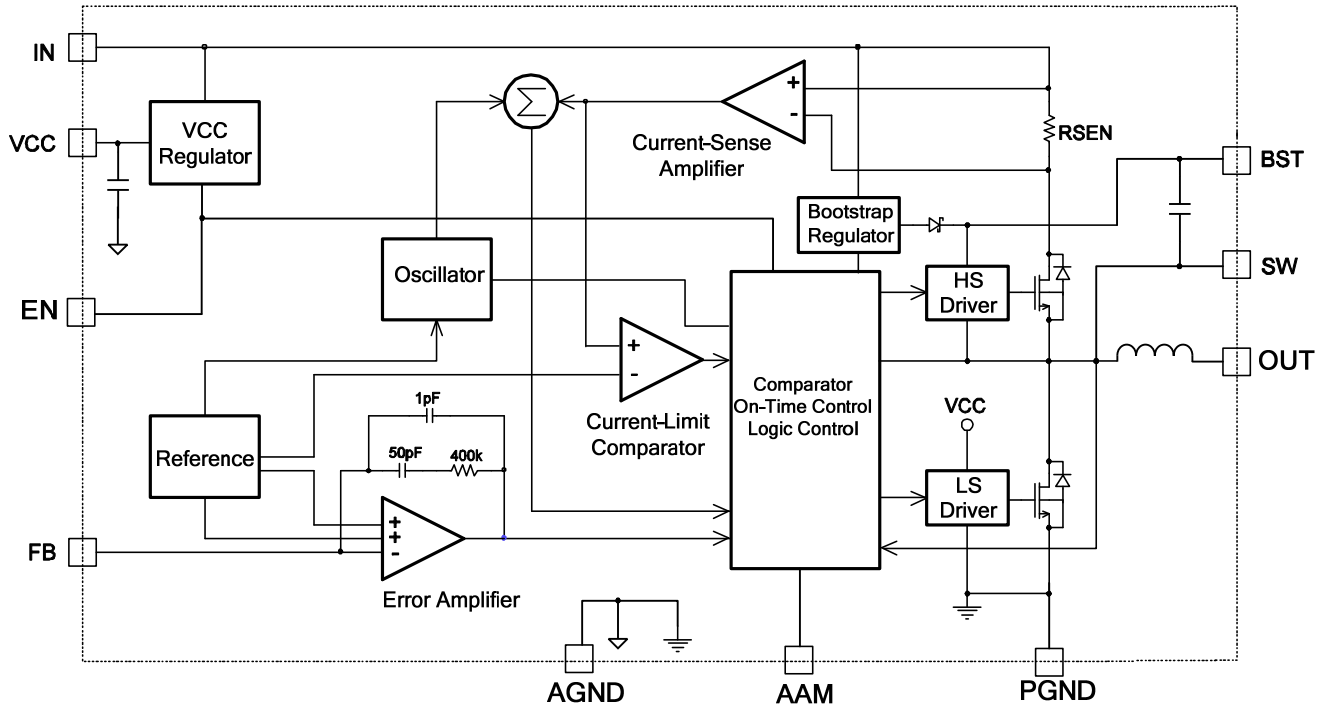 IN
VCC
VCC
Regulator
Σ
+
-
Current-Sense
Amplifier
RSEN
BST
Bootstrap
Regulator
EN
Oscillator
HS
Driver
SW
+
-
Current-Limit
Comparator
Comparator
On-Time Control
Logic Control
OUT
1pF
50pF
400k
VCC
Reference
LS
Driver
FB
+
+
-
Error Amplifier
AGND
AAM
PGND